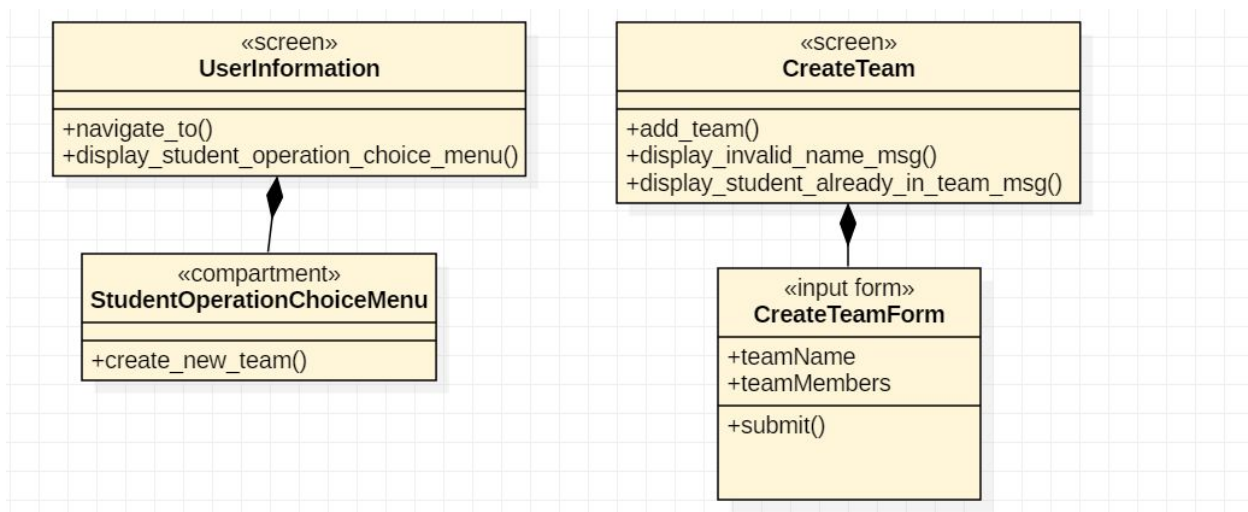 «screen»
UserInformation
+navigate_to()
+display_student_operation_choice_menu()
«compartment»
StudentOperationChoiceMenu
+create_new_team()
«screen»
CreateTeam
+add_team()
+display_invalid_name_msg()
+display_student_already_in_team_msg()
«input form»
CreateTeamForm
+teamName
+teamMembers
+submit()